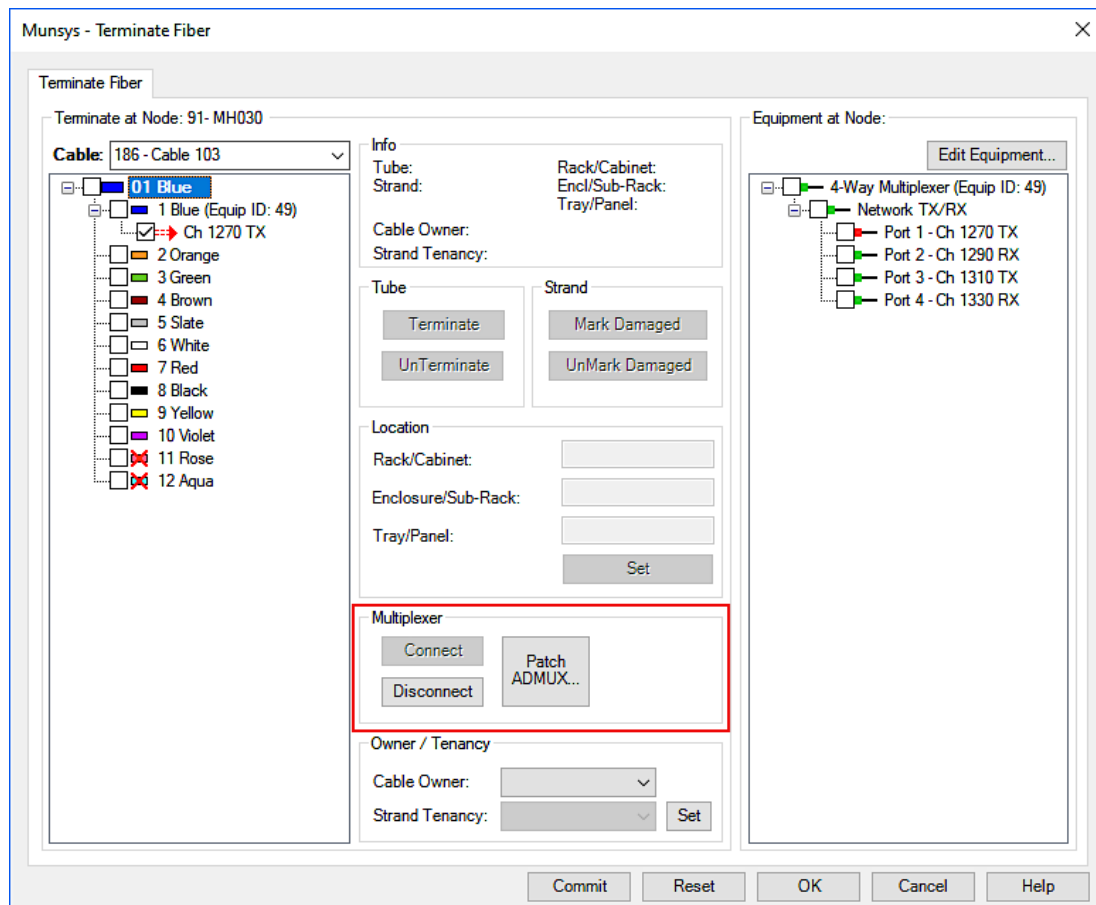 Munsys - Terminate Fiber
Terminate Fiber
Terminate at Node: 91- MH030
Cable: 186 - Cable 103
01 Blue
1 Blue (Equip ID: 49)
Ch 1270 TX
2 Orange
3 Green
4 Brown
5 Slate
6 White
7 Red
8 Black
9 Yellow
10 Violet
11 Rose
12 Aqua
Info
Tube: Rack/Cabinet:
Strand: Encl/Sub-Rack:
Tray/Panel:
Cable Owner:
Strand Tenancy:
Tube
Terminate
UnTerminate
Strand
Mark Damaged
UnMark Damaged
Location
Rack/Cabinet:
Enclosure/Sub-Rack:
Tray/Panel:
Set
Multiplexer
Connect
Disconnect
Patch
ADMUX...
Owner / Tenancy
Cable Owner:
Strand Tenancy: Set
Equipment at Node:
Edit Equipment...
4-Way Multiplexer (Equip ID: 49)
Network TX/RX
Port 1 - Ch 1270 TX
Port 2 - Ch 1290 RX
Port 3 - Ch 1310 TX
Port 4 - Ch 1330 RX
Commit Reset OK Cancel Help